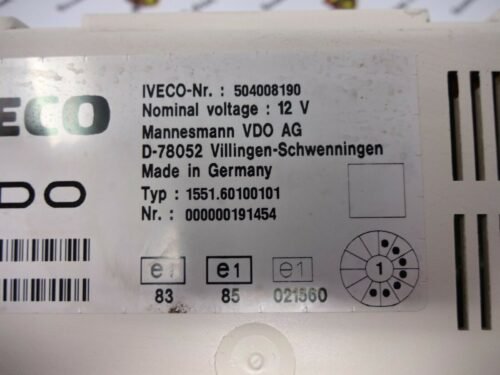 IVECO-Nr. : 504008190
Nominal voltage : 12 V
ECO
Mannesmann VDO AG
D-78052 Villingen-Schwenningen
Made in Germany
DO
Typ : 1551.60100101
Nr. : 000000191454
e1 e1 e1
83 85 021560
1